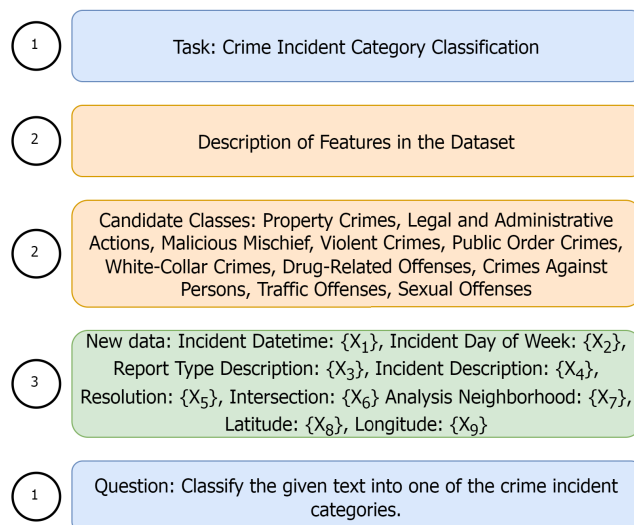 1
Task: Crime Incident Category Classification
2
Description of Features in the Dataset
2
Candidate Classes: Property Crimes, Legal and Administrative
Actions, Malicious Mischief, Violent Crimes, Public Order Crimes,
White-Collar Crimes, Drug-Related Offenses, Crimes Against
Persons, Traffic Offenses, Sexual Offenses
3
New data: Incident Datetime: {X₁}, Incident Day of Week: {X₂},
Report Type Description: {X₃}, Incident Description: {X₄},
Resolution: {X₅}, Intersection: {X₆} Analysis Neighborhood: {X₇},
Latitude: {X₈}, Longitude: {X₉}
1
Question: Classify the given text into one of the crime incident
categories.